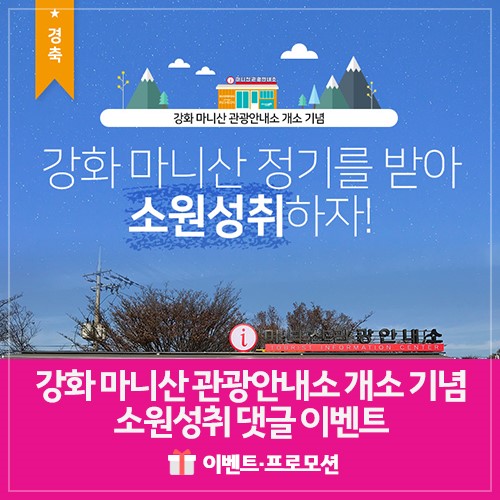 경축
마니산관광안내소
강화 마니산 관광안내소 개소 기념
강화 마니산 정기를 받아
소원성취하자!
광안내소
TOURIST INFORMATION CENTER
강화 마니산 관광안내소 개소 기념
소원성취 댓글 이벤트
이벤트·프로모션